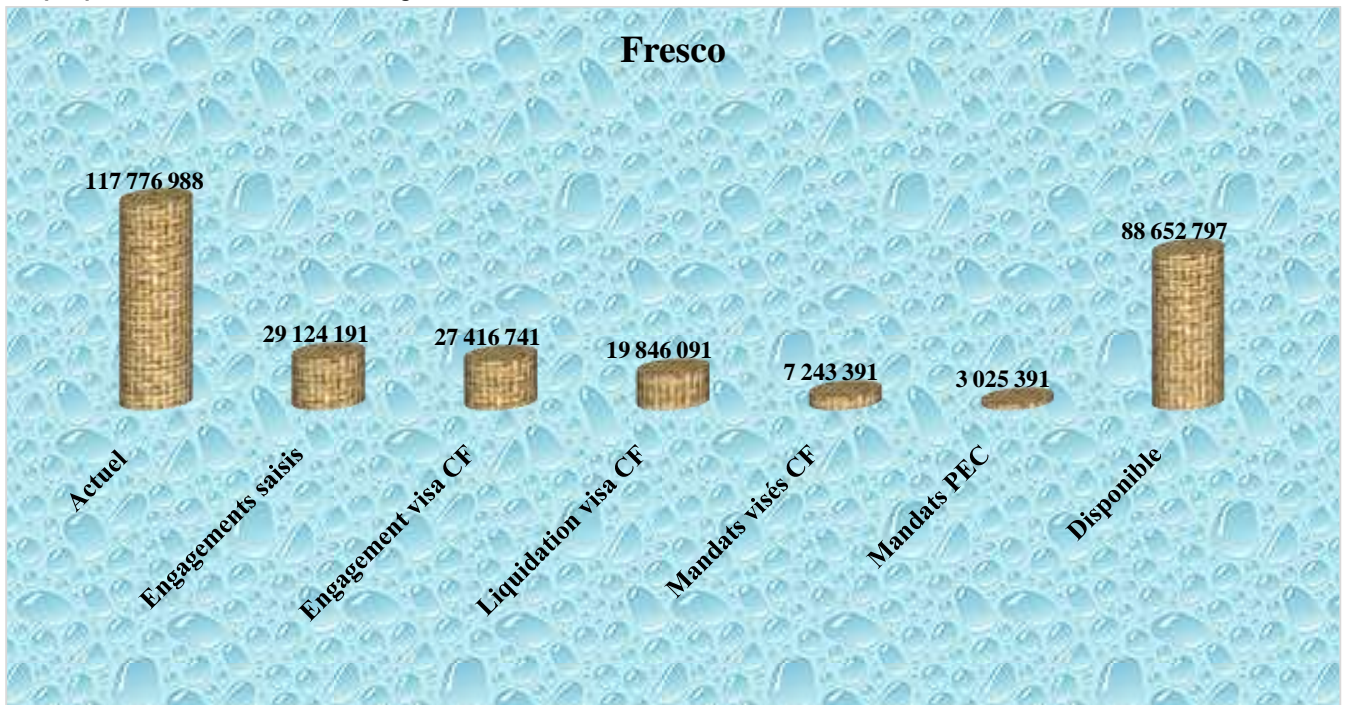 Fresco
117 776 988
29 124 191
27 416 741
19 846 091
7 243 391
3 025 391
88 652 797
Actuel
Engagements saisis
Engagement visa CF
Liquidation visa CF
Mandats visés CF
Mandats PEC
Disponible